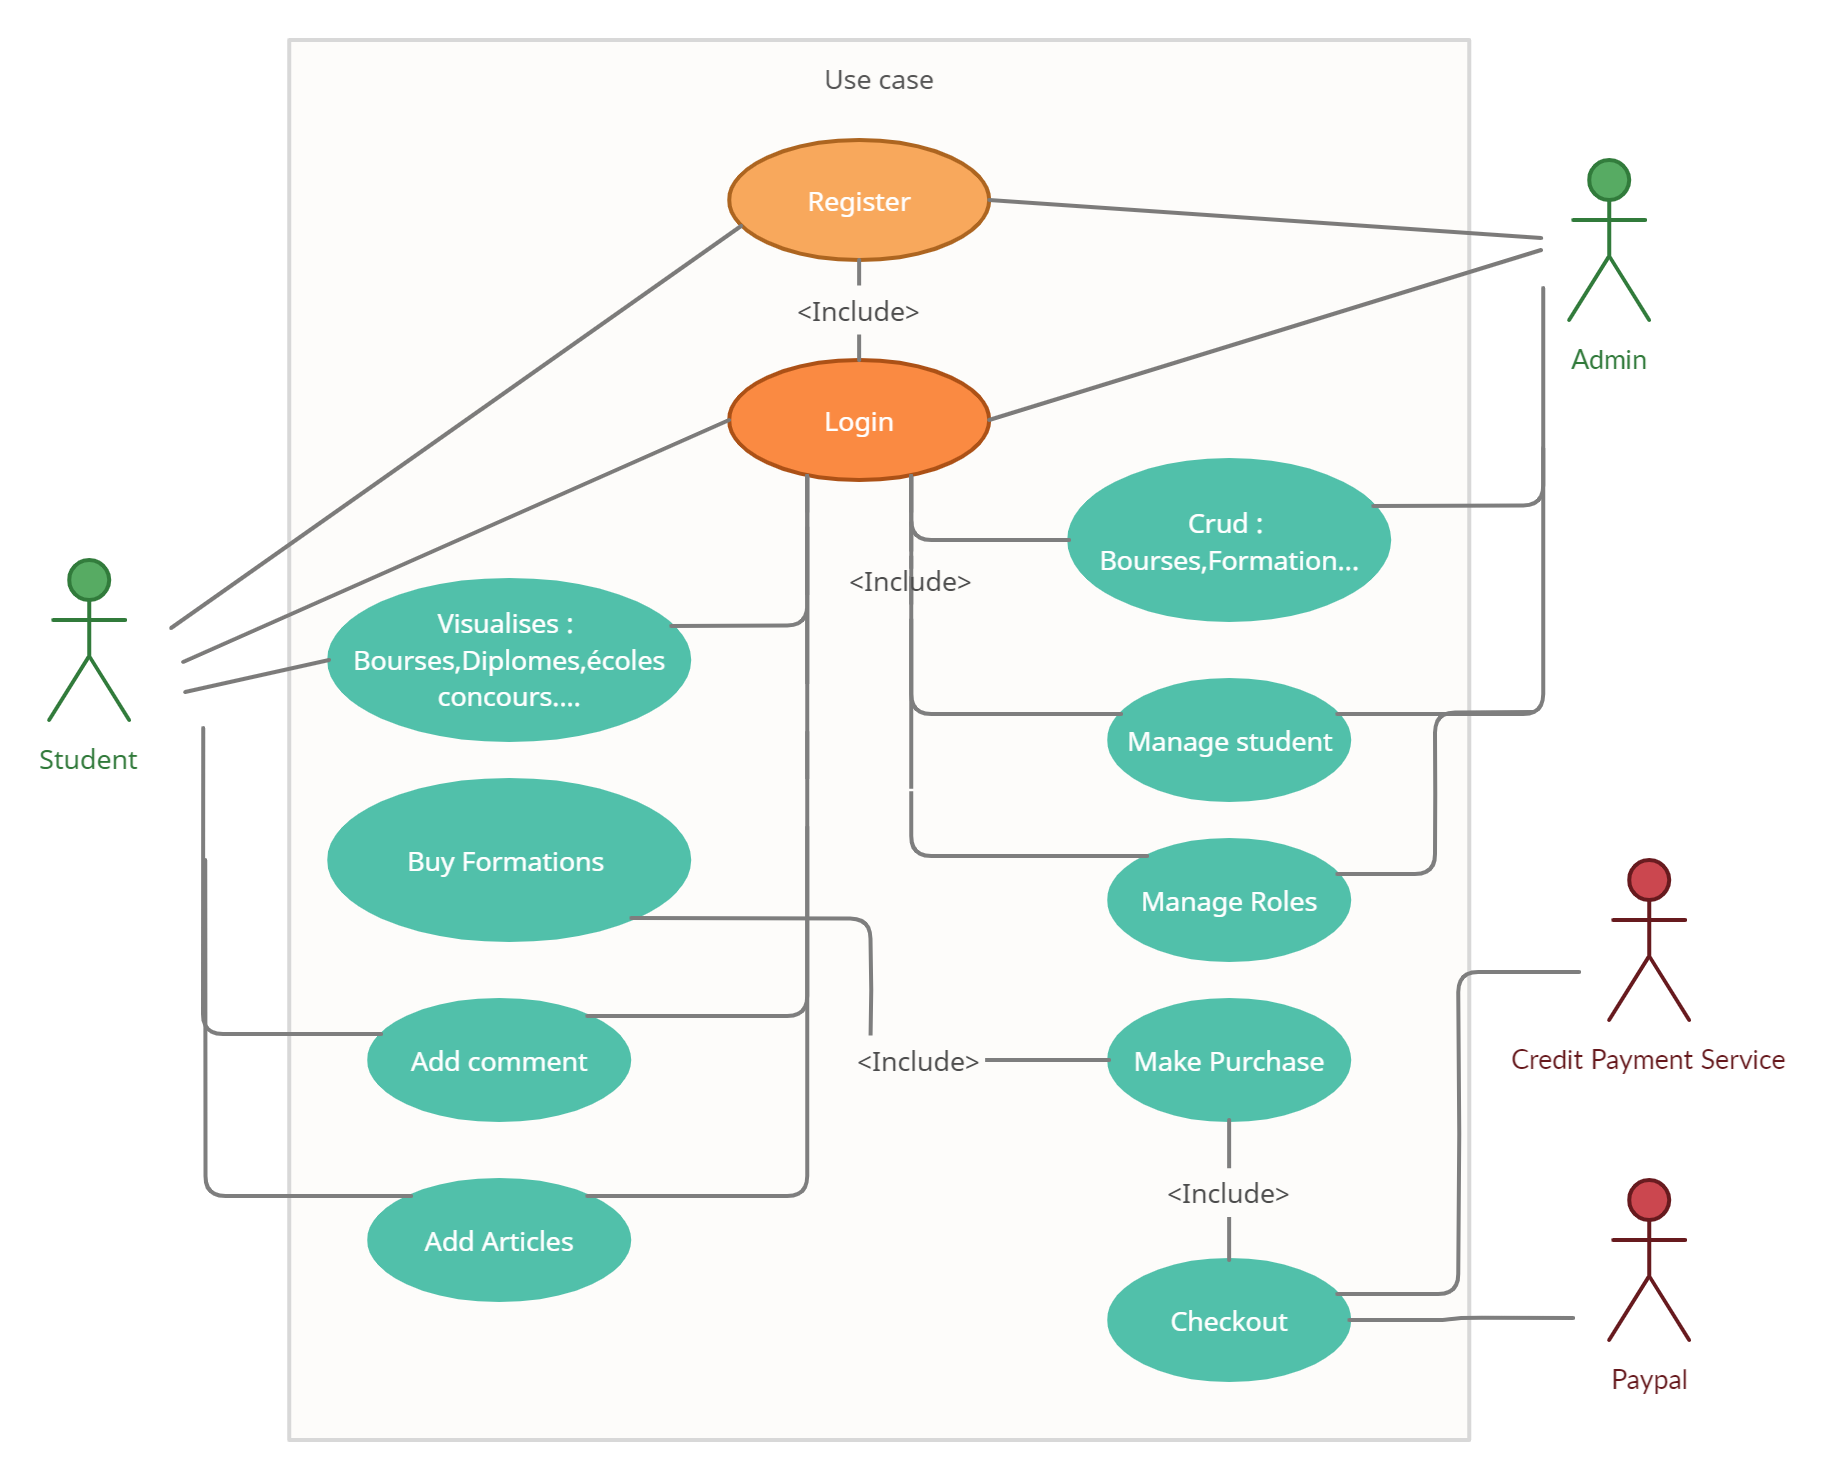 Use case
Register
<Include>
Admin
Login
Crud :
Bourses,Formation...
<Include>
Visualises :
Bourses,Diplomes,écoles
concours....
Student
Manage student
Buy Formations
Manage Roles
Add comment
<Include>
Make Purchase
Credit Payment Service
<Include>
Add Articles
Checkout
Paypal